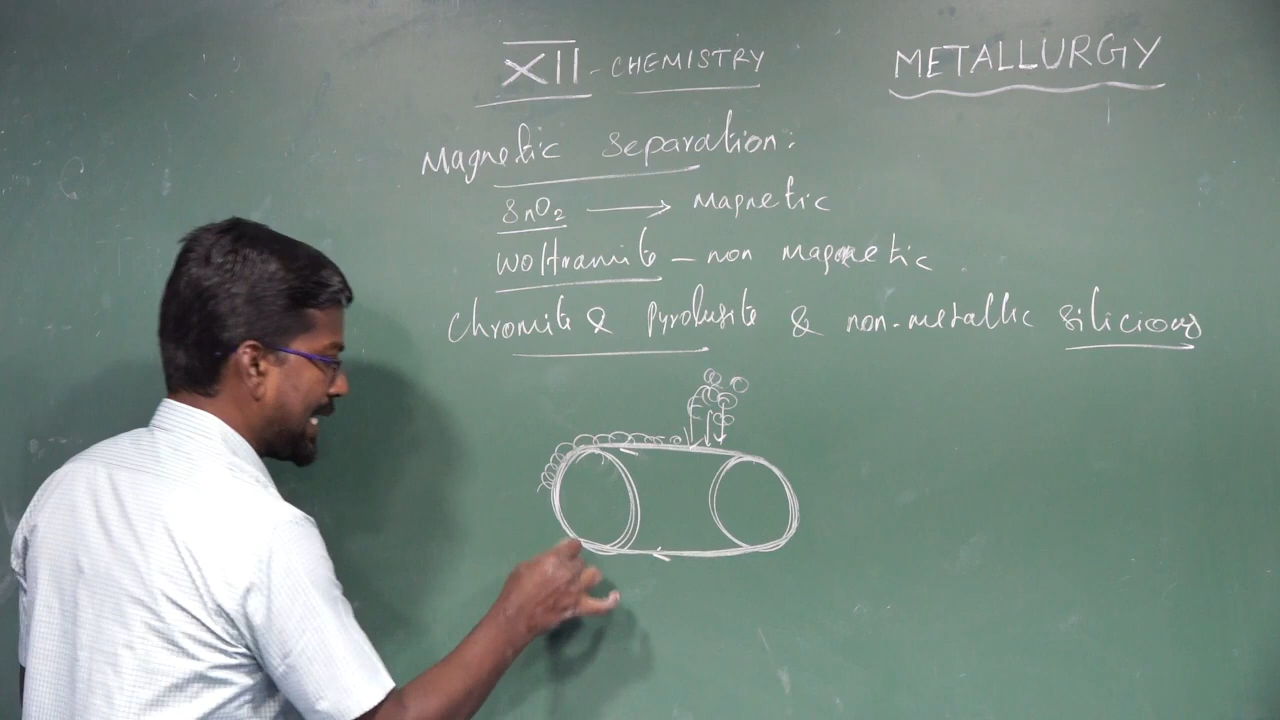 XII - CHEMISTRY METALLURGY
Magnetic Separation:
SnO₂ → Magnetic
Wolframite - non magnetic
Chromite & Pyrolusite & non-metallic silicious